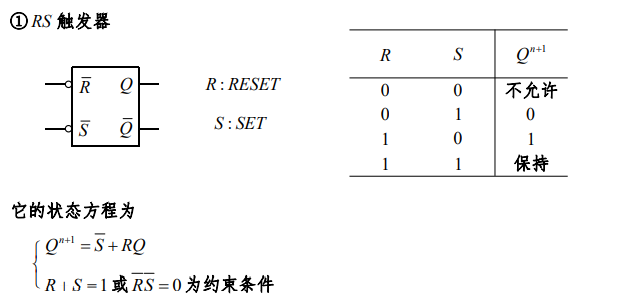 ① RS 触发器
R̅ Q
S̅ Q̅
R : RESET
S : SET
R S Qⁿ⁺¹
0 0 不允许
0 1 0
1 0 1
1 1 保持
它的状态方程为
Qⁿ⁺¹ = S̅ + RQ
R + S = 1 或 R̅S̅ = 0 为约束条件